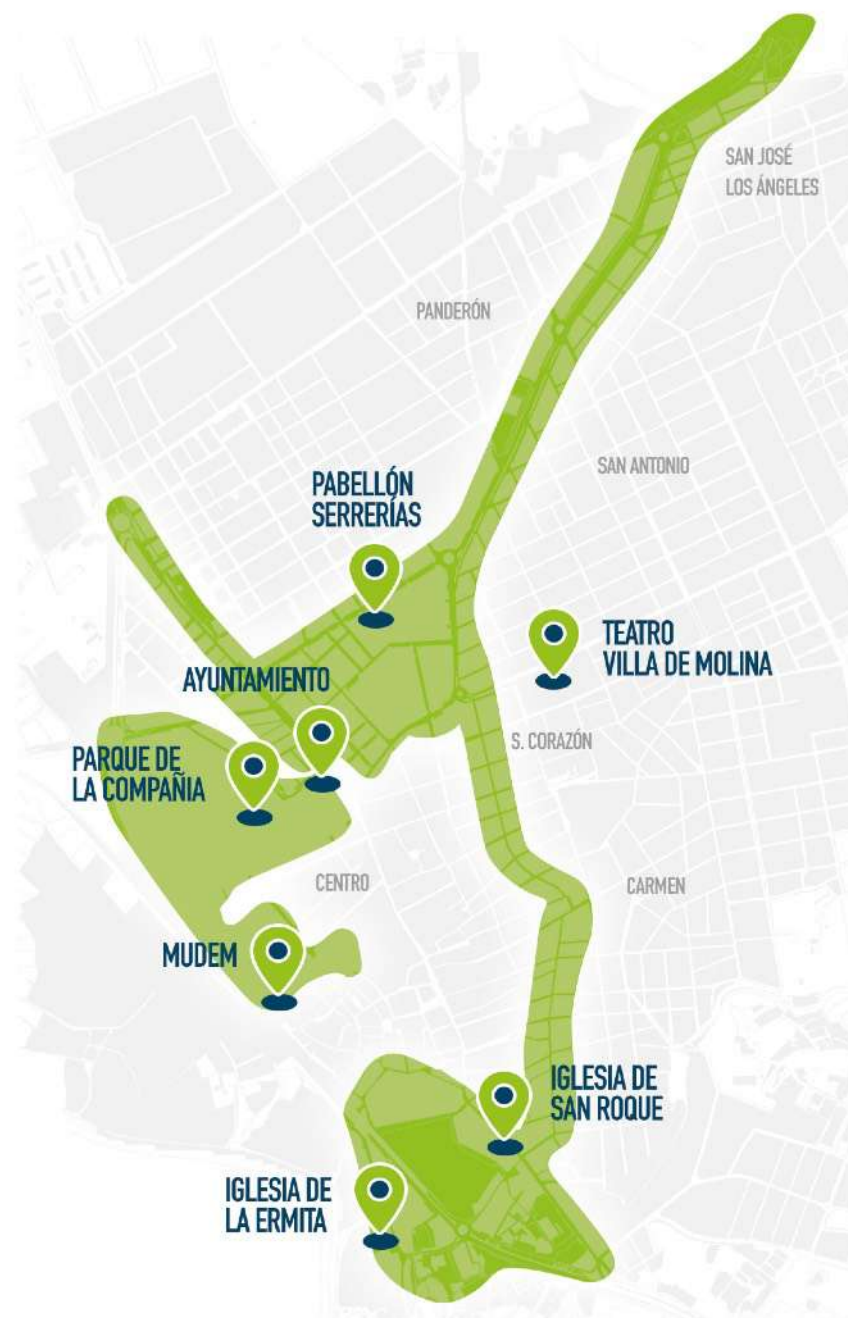 SAN JOSÉ
LOS ÁNGELES
PANDERÓN
SAN ANTONIO
PABELLÓN
SERRERÍAS
TEATRO
VILLA DE MOLINA
AYUNTAMIENTO
S. CORAZÓN
PARQUE DE
LA COMPAÑIA
CENTRO
CARMEN
MUDEM
IGLESIA DE
SAN ROQUE
IGLESIA DE
LA ERMITA